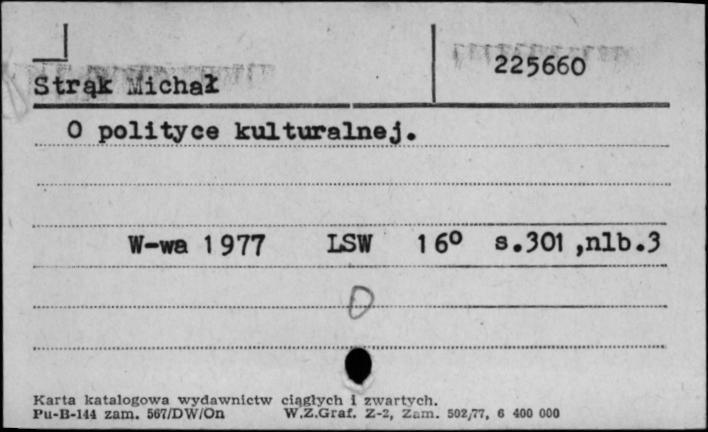 225660
Strąk Michał
O polityce kulturalnej.
W-wa 1977 LSW 16° s.301,nlb.3
Karta katalogowa wydawnictw ciągłych i zwartych.
Pu-B-144 zam. 567/DW/On W.Z.Graf. Z-2, Zam. 502/77, 6 400 000